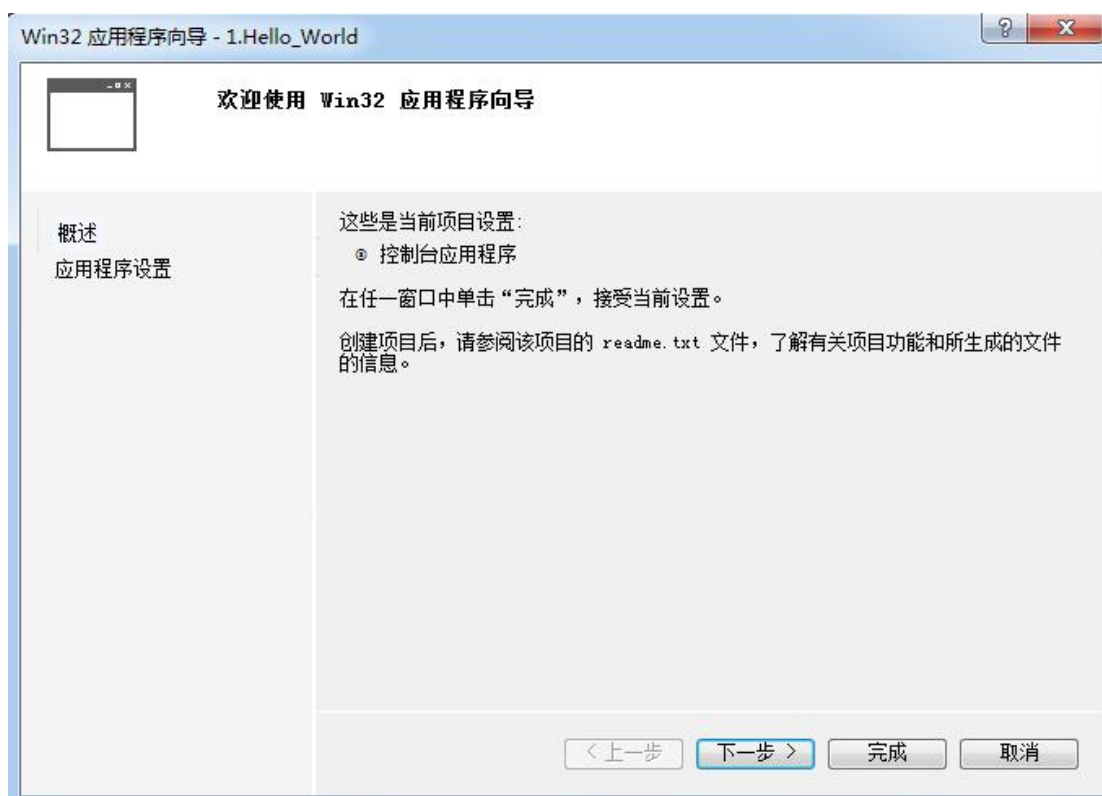 Win32 应用程序向导 - 1.Hello_World
欢迎使用 Win32 应用程序向导
概述
应用程序设置
这些是当前项目设置:
控制台应用程序
在任一窗口中单击“完成”，接受当前设置。
创建项目后，请参阅该项目的 readme.txt 文件，了解有关项目功能和所生成的文件
的信息。
< 上一步
下一步 >
完成
取消